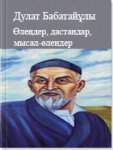 Дулат Бабатайұлы
Өлеңдер, дастандар,
мысал-өлеңдер